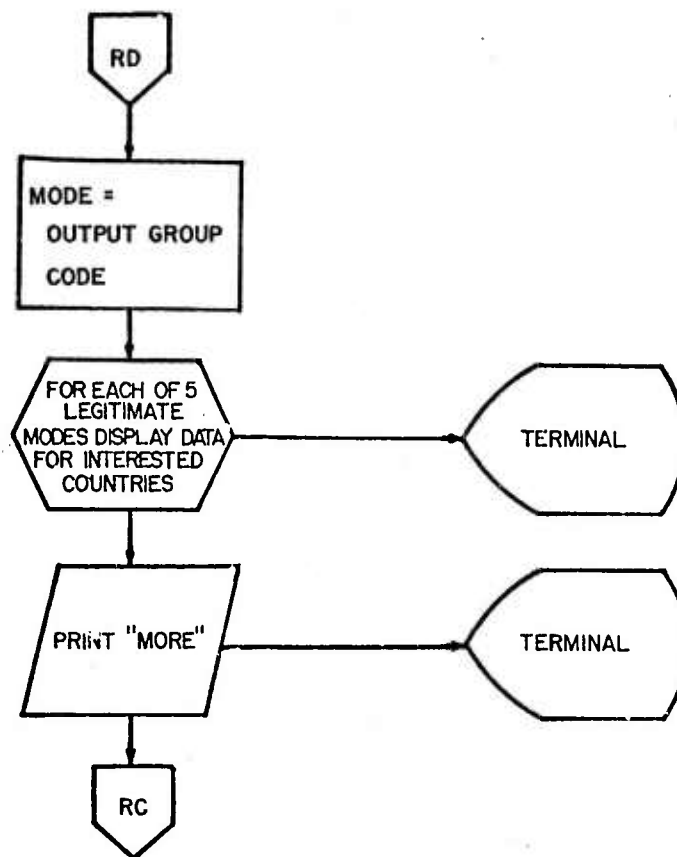 RD
MODE =
OUTPUT GROUP
CODE
FOR EACH OF 5
LEGITIMATE
MODES DISPLAY DATA
FOR INTERESTED
COUNTRIES
TERMINAL
PRINT "MORE"
TERMINAL
RC